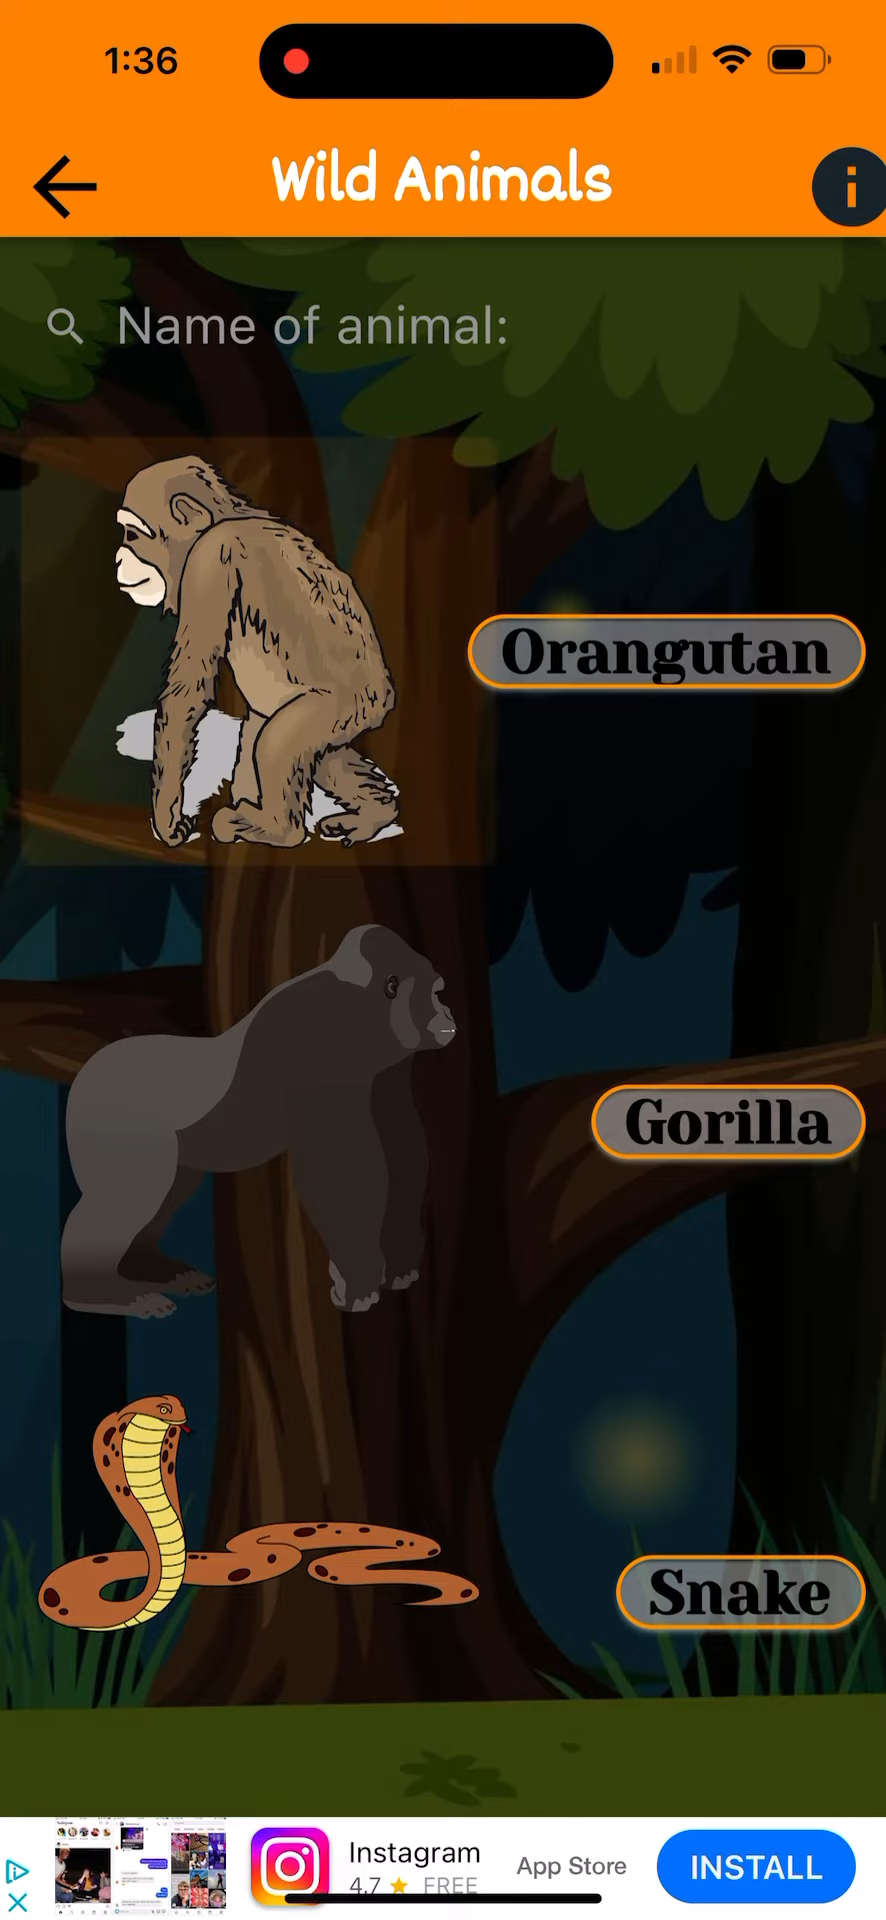 1:36
Wild Animals
Name of animal:
Orangutan
Gorilla
Snake
Instagram
4.7 FREE
App Store
INSTALL